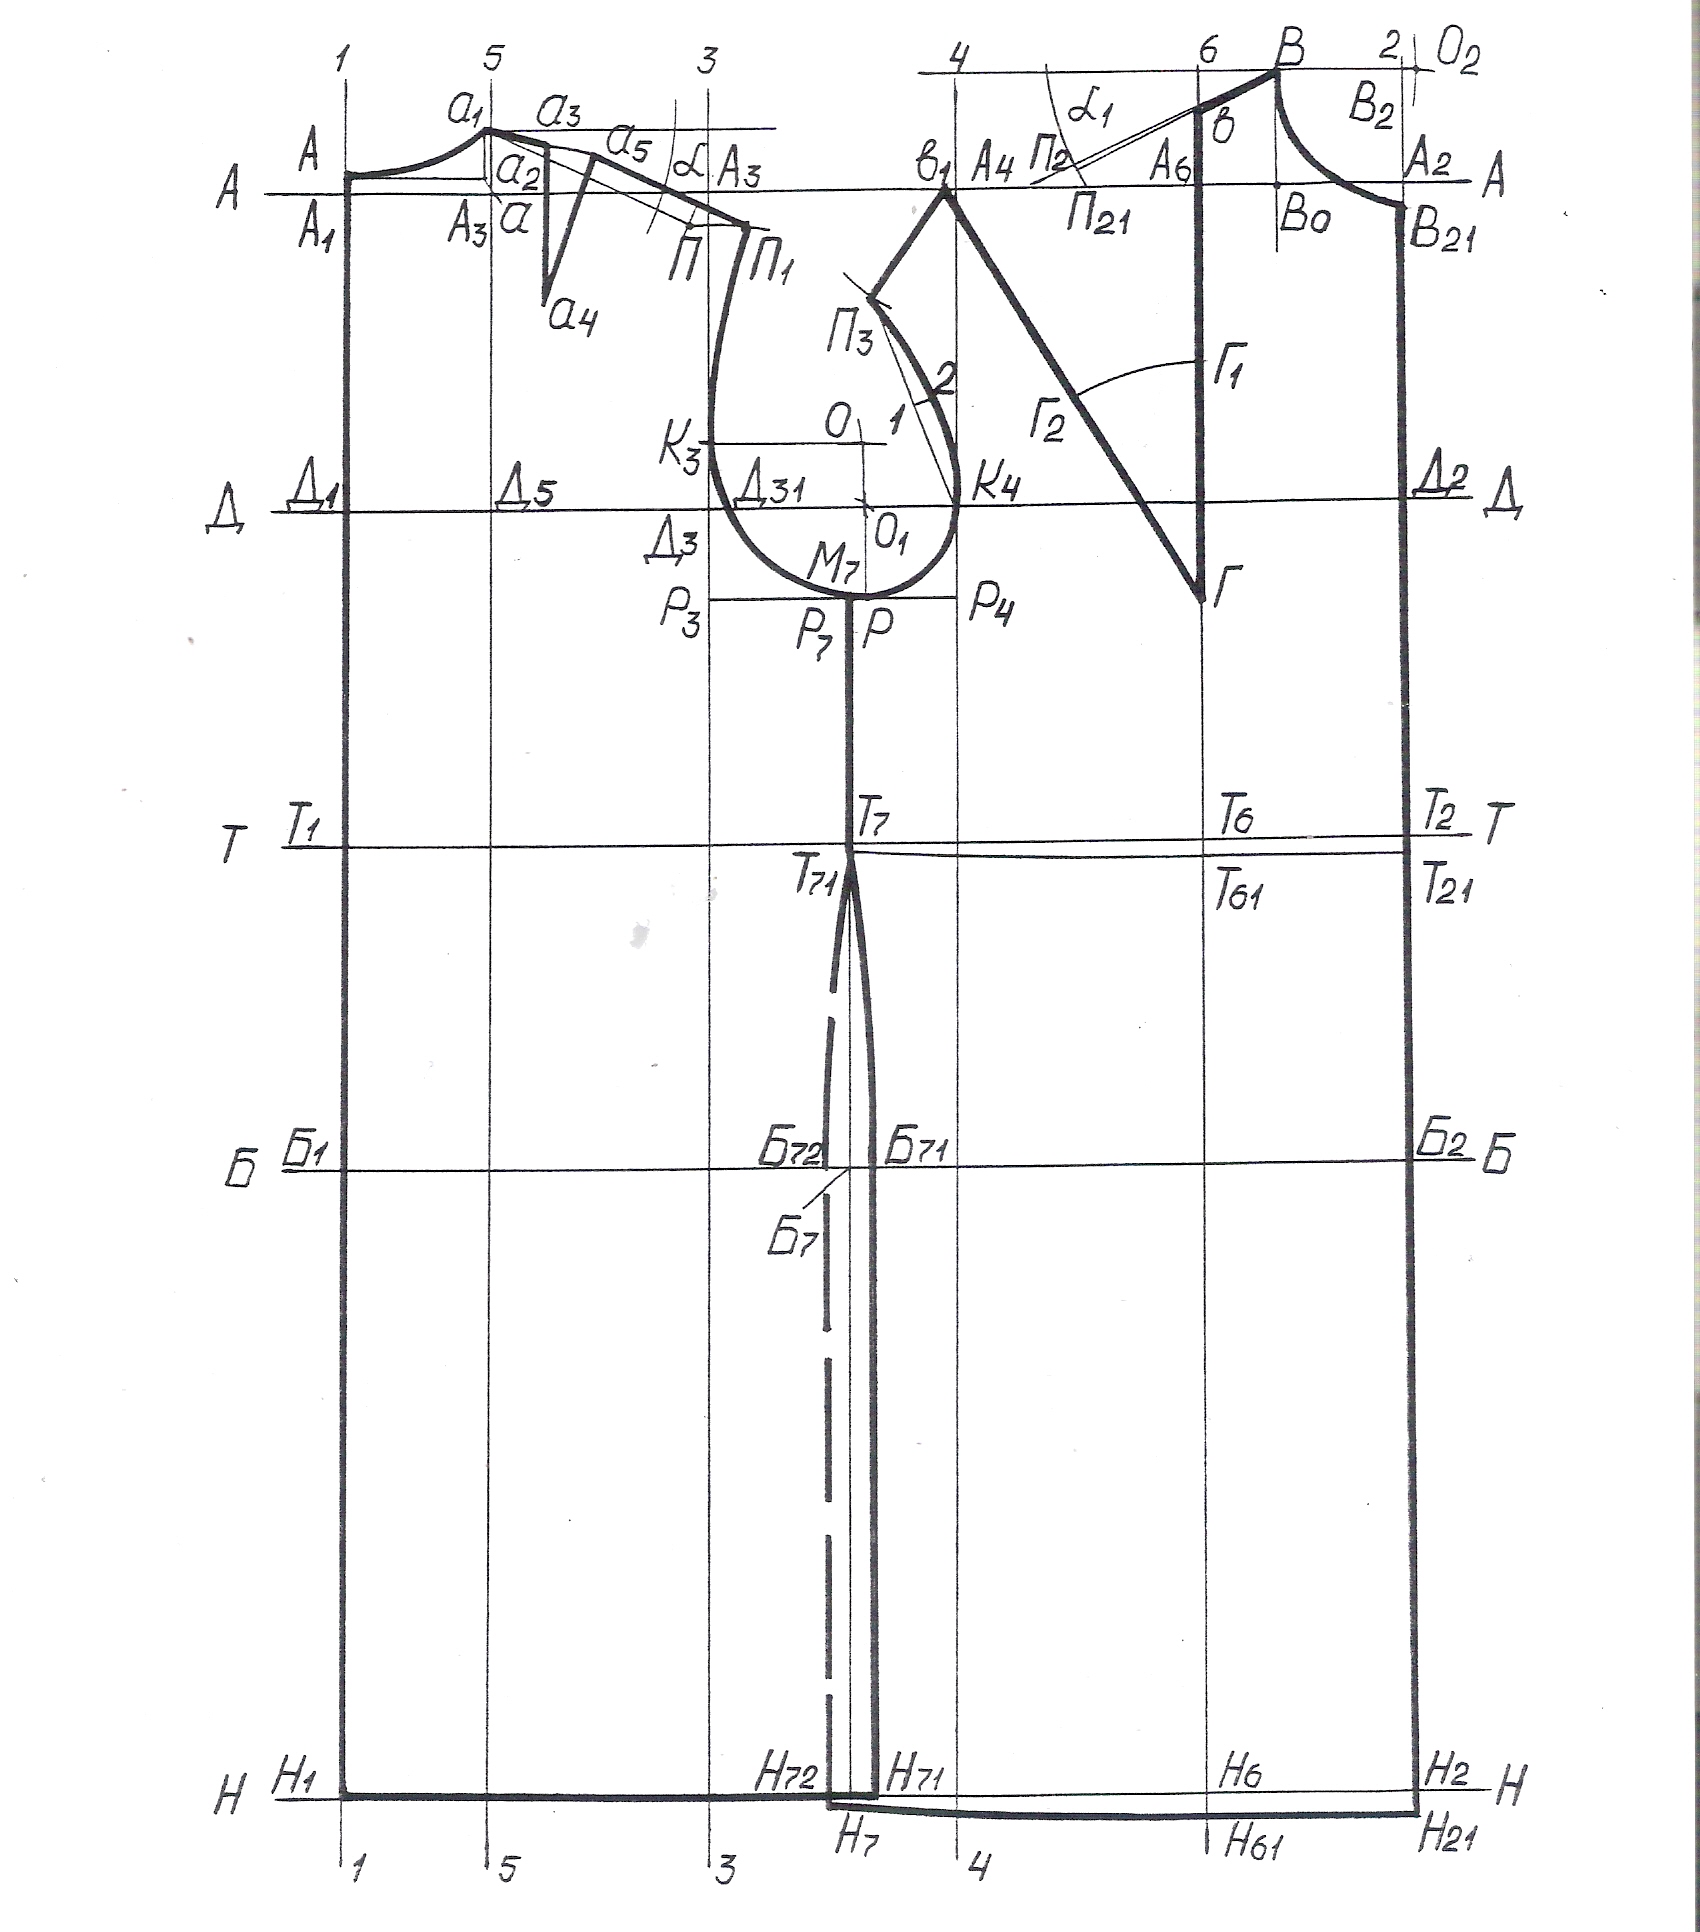 1 5 3 4 6 В 2 О2
а1 а3 α1 в В2
А а2 а5 α А3 в1 А4 П2 А6 А2 А
А А1 А3 а П П1 П21 В0 В21
а4 П3
2 Г1
К3 О 1 Г2
Д Д1 Д5 Д31 К4 Д2 Д
Д3 М7 О1
Р3 Р7 Р Р4 Г
Т Т1 Т7 Т6 Т2 Т
Т71 Т61 Т21
Б Б1 Б72 Б71 Б2 Б
Б7
Н Н1 Н72 Н71 Н6 Н2 Н
Н7 Н61 Н21
1 5 3 4